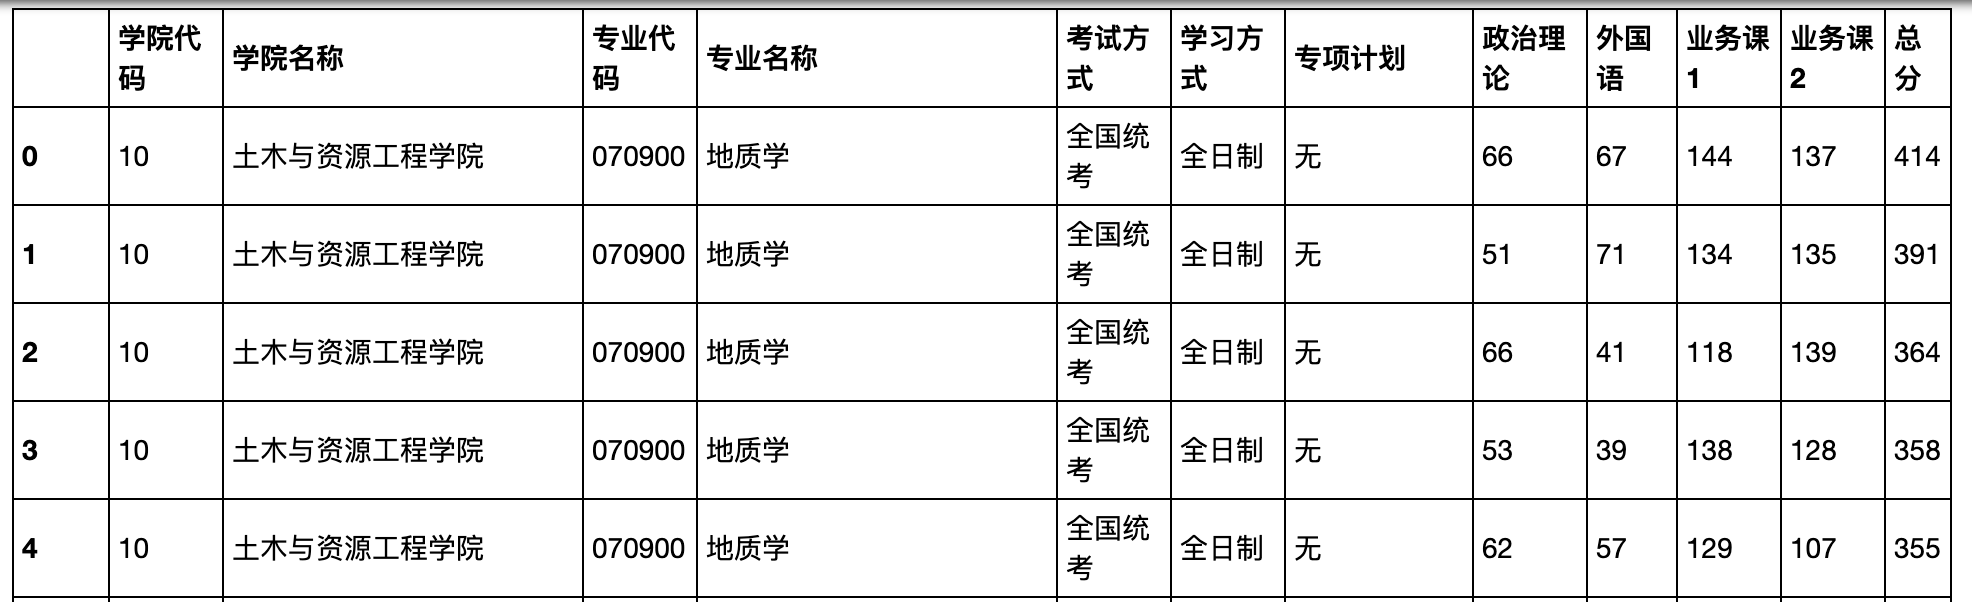 学院代码 学院名称 专业代码 专业名称 考试方式 学习方式 专项计划 政治理论 外国语 业务课1 业务课2 总分
0 10 土木与资源工程学院 070900 地质学 全国统考 全日制 无 66 67 144 137 414
1 10 土木与资源工程学院 070900 地质学 全国统考 全日制 无 51 71 134 135 391
2 10 土木与资源工程学院 070900 地质学 全国统考 全日制 无 66 41 118 139 364
3 10 土木与资源工程学院 070900 地质学 全国统考 全日制 无 53 39 138 128 358
4 10 土木与资源工程学院 070900 地质学 全国统考 全日制 无 62 57 129 107 355